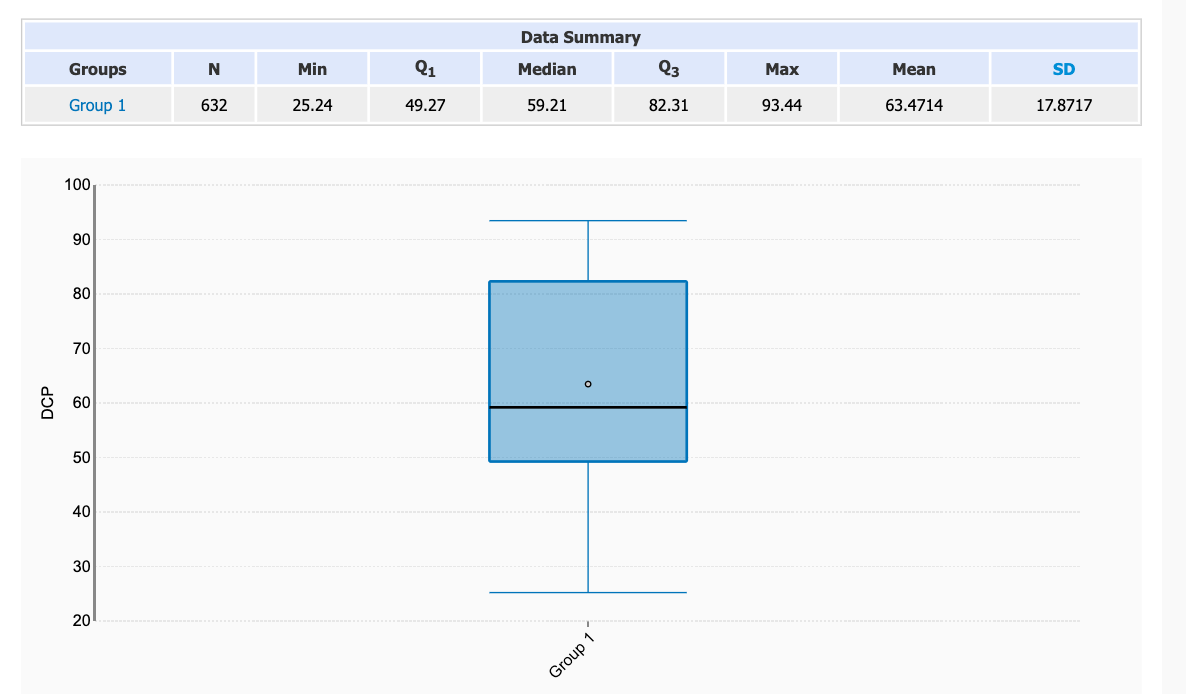 Data Summary
Groups N Min Q1 Median Q3 Max Mean SD
Group 1 632 25.24 49.27 59.21 82.31 93.44 63.4714 17.8717
100
90
80
70
60
50
40
30
20
DCP
Group 1